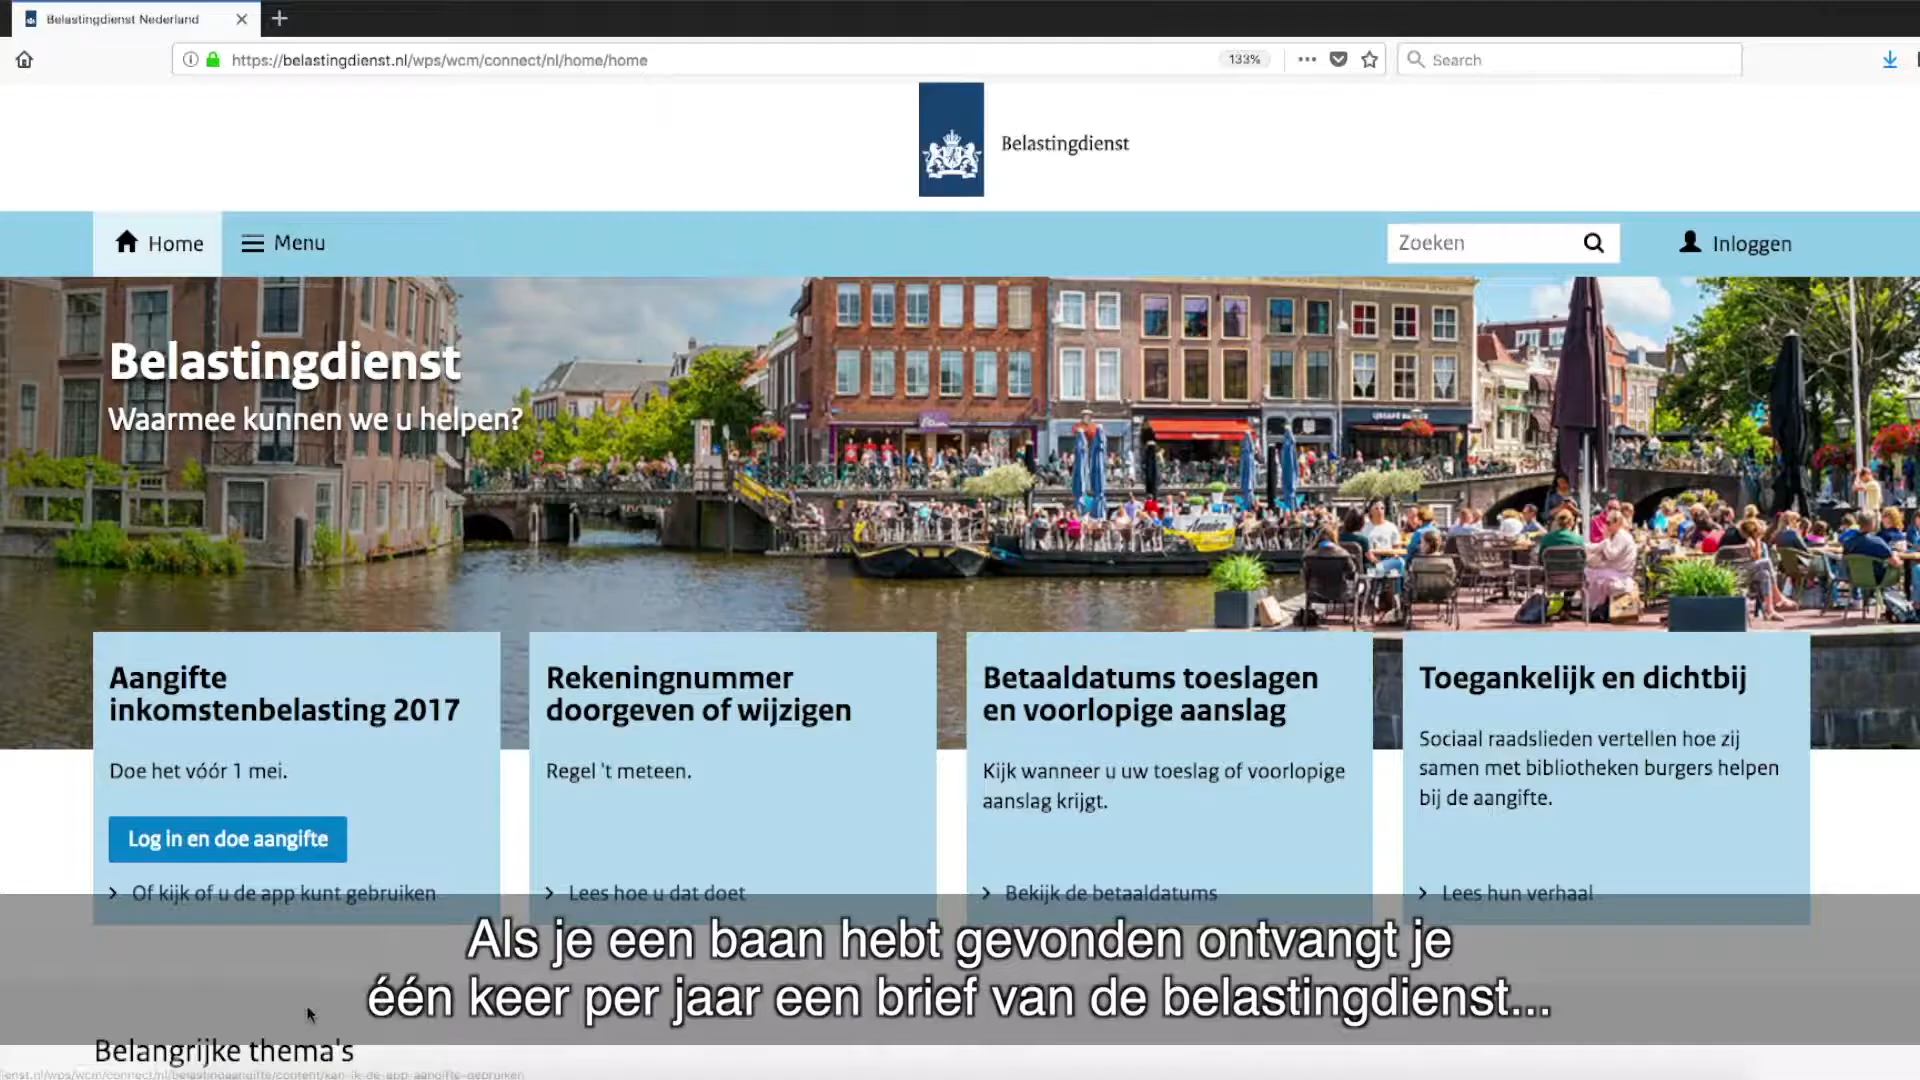 Belastingdienst Nederland
https://belastingdienst.nl/wps/wcm/connect/nl/home/home
133%
Search
Belastingdienst
Home
Menu
Zoeken
Inloggen
Belastingdienst
Waarmee kunnen we u helpen?
Aangifte
inkomstenbelasting 2017
Doe het vóór 1 mei.
Log in en doe aangifte
Of kijk of u de app kunt gebruiken
Rekeningnummer
doorgeven of wijzigen
Regel 't meteen.
Lees hoe u dat doet
Betaaldatums toeslagen
en voorlopige aanslag
Kijk wanneer u uw toeslag of voorlopige
aanslag krijgt.
Bekijk de betaaldatums
Toegankelijk en dichtbij
Sociaal raadslieden vertellen hoe zij
samen met bibliotheken burgers helpen
bij de aangifte.
Lees hun verhaal
Als je een baan hebt gevonden ontvangt je
één keer per jaar een brief van de belastingdienst...
Belangrijke thema's